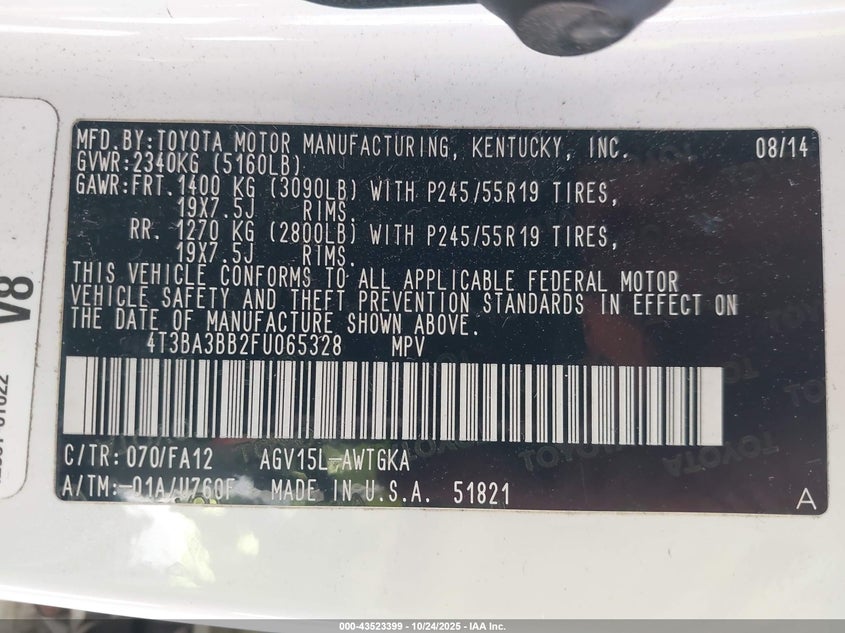 MFD. BY: TOYOTA MOTOR MANUFACTURING, KENTUCKY, INC. 08/14
GVWR: 2340KG (5160LB)
GAWR: FRT. 1400 KG (3090LB) WITH P245/55R19 TIRES,
19X7.5J RIMS.
RR. 1270 KG (2800LB) WITH P245/55R19 TIRES,
19X7.5J RIMS.
THIS VEHICLE CONFORMS TO ALL APPLICABLE FEDERAL MOTOR
VEHICLE SAFETY AND THEFT PREVENTION STANDARDS IN EFFECT ON
THE DATE OF MANUFACTURE SHOWN ABOVE.
4T3BA3BB2FU065328 MPV
C/TR: 070/FA12 AGV15L-AWTGKA
A/TM: -01A/U760F MADE IN U.S.A. 51821
A
V8
000-43523399 - 10/24/2025 - IAA Inc.